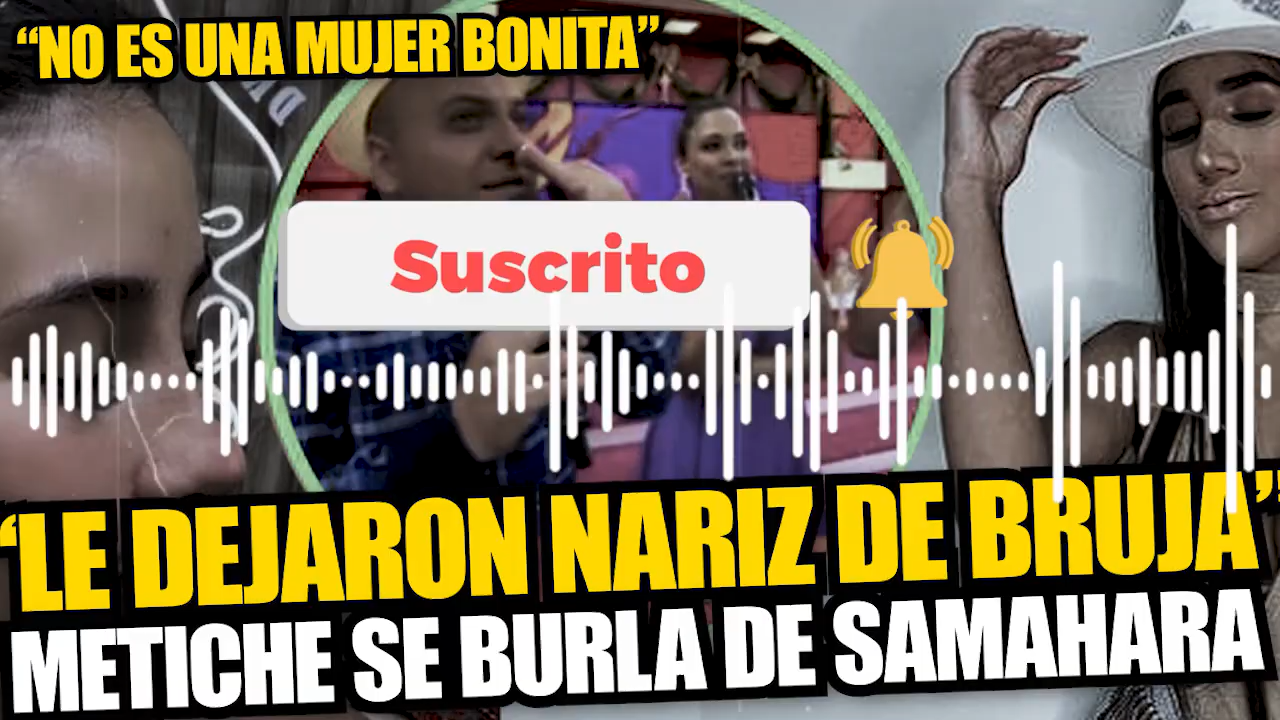 “NO ES UNA MUJER BONITA”
Suscrito
“LE DEJARON NARIZ DE BRUJA”
METICHE SE BURLA DE SAMAHARA